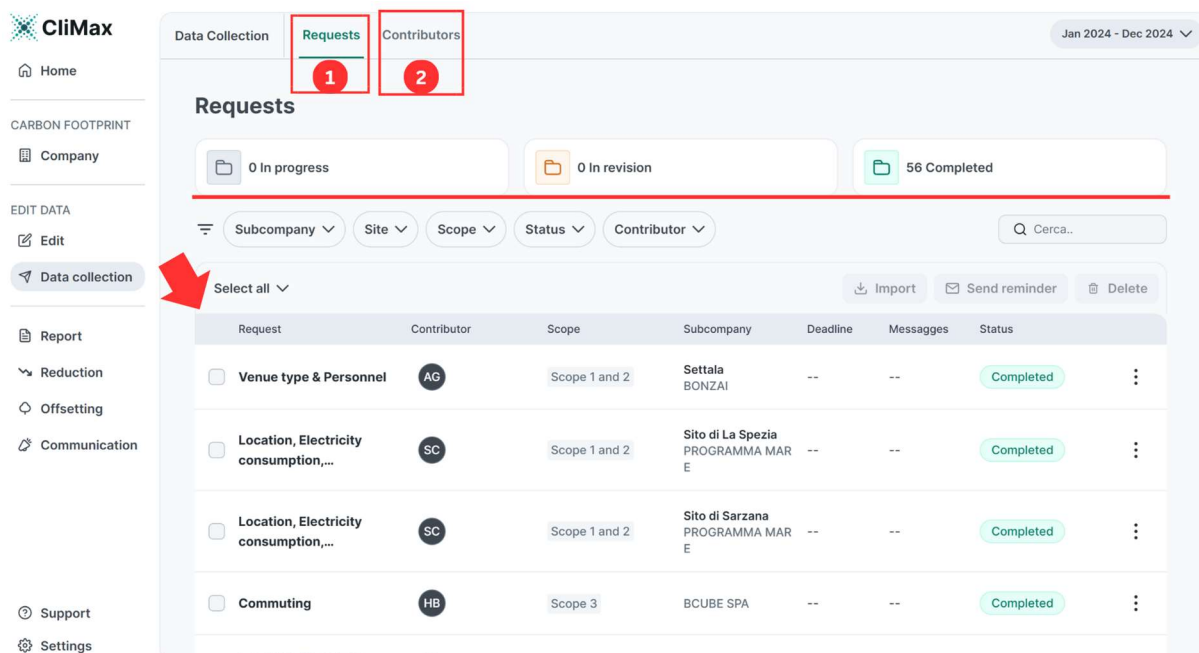 CliMax
Home
CARBON FOOTPRINT
Company
EDIT DATA
Edit
Data collection
Report
Reduction
Offsetting
Communication
Support
Settings
Data Collection
Requests
Contributors
1
2
Jan 2024 - Dec 2024
Requests
0 In progress
0 In revision
56 Completed
Subcompany
Site
Scope
Status
Contributor
Cerca..
Select all
Import
Send reminder
Delete
Request Contributor Scope Subcompany Deadline Messagges Status
Venue type & Personnel AG Scope 1 and 2 Settala -- -- Completed
BONZAI
Location, Electricity SC Scope 1 and 2 Sito di La Spezia -- -- Completed
consumption,... PROGRAMMA MAR
E
Location, Electricity SC Scope 1 and 2 Sito di Sarzana -- -- Completed
consumption,... PROGRAMMA MAR
E
Commuting HB Scope 3 BCUBE SPA -- -- Completed